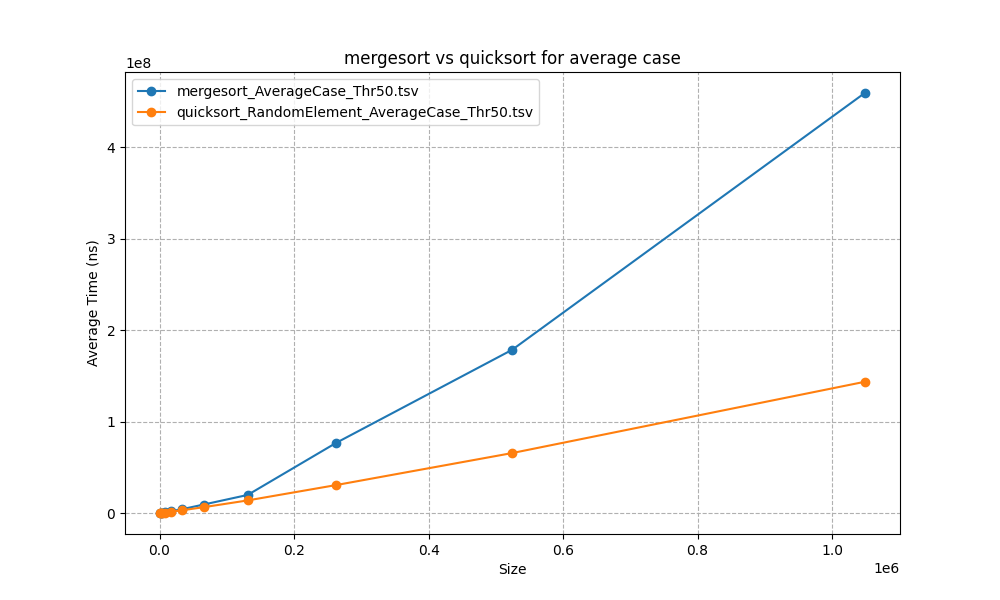 mergesort vs quicksort for average case
1e8
mergesort_AverageCase_Thr50.tsv
quicksort_RandomElement_AverageCase_Thr50.tsv
4
3
2
1
0
Average Time (ns)
0.0 0.2 0.4 0.6 0.8 1.0
Size
1e6